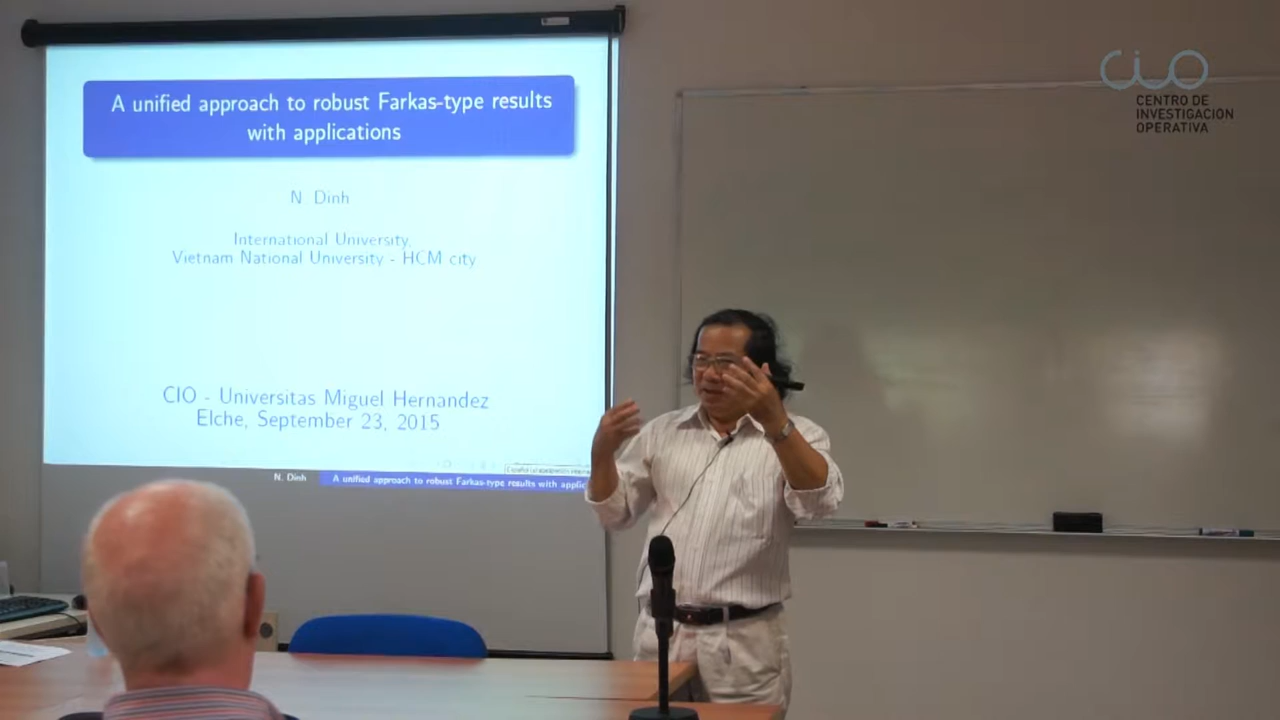 A unified approach to robust Farkas-type results
with applications
N. Dinh
International University,
Vietnam National University - HCM city
CIO - Universitas Miguel Hernandez
Elche, September 23, 2015
N. Dinh
A unified approach to robust Farkas-type results with applic
CIO
CENTRO DE
INVESTIGACION
OPERATIVA